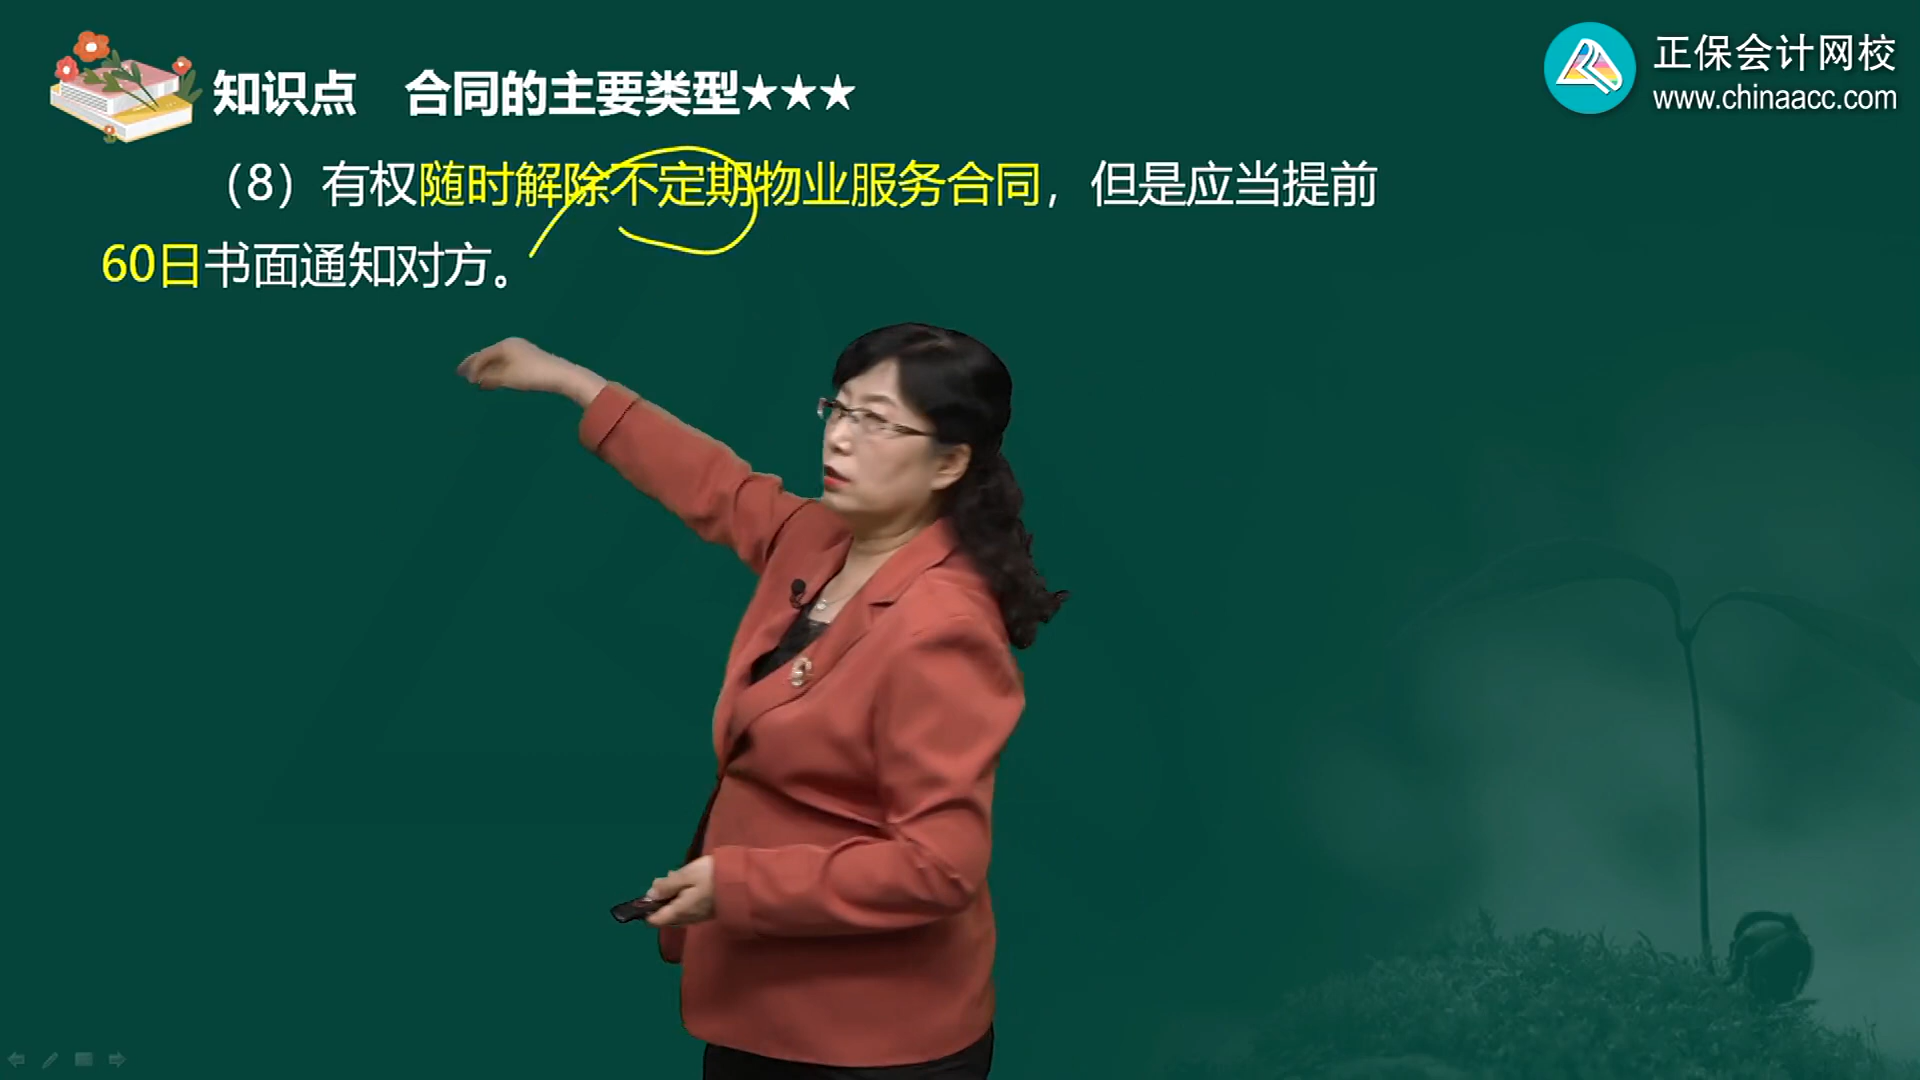 正保会计网校
www.chinaacc.com
知识点　合同的主要类型★★★
（8）有权随时解除不定期物业服务合同，但是应当提前
60日书面通知对方。